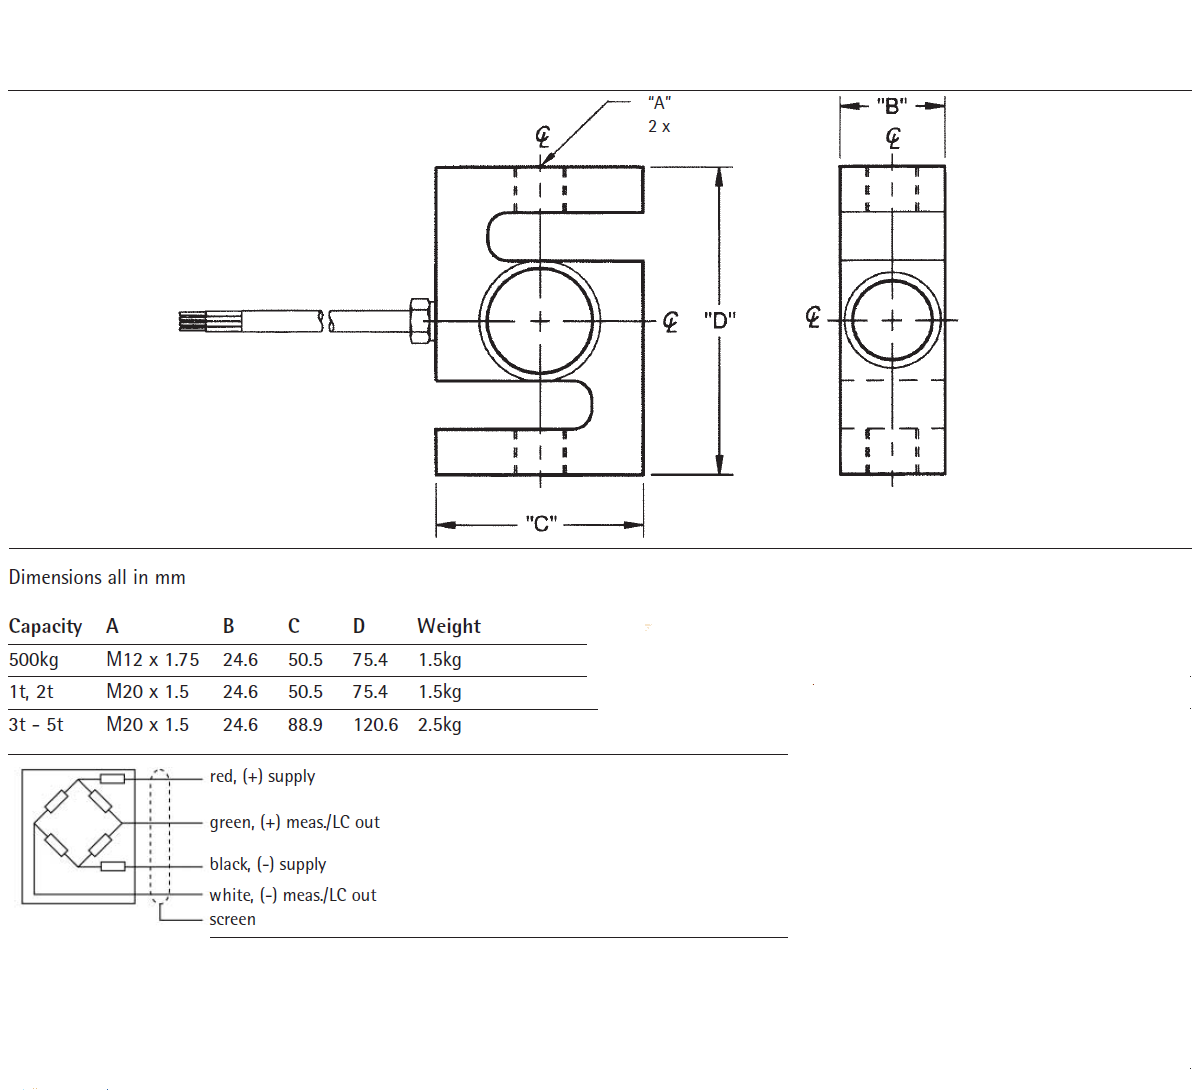 “A”
2 x
"B"
℄
℄
"D"
℄
℄
"C"
Dimensions all in mm
Capacity A B C D Weight
500kg M12 x 1.75 24.6 50.5 75.4 1.5kg
1t, 2t M20 x 1.5 24.6 50.5 75.4 1.5kg
3t - 5t M20 x 1.5 24.6 88.9 120.6 2.5kg
red, (+) supply
green, (+) meas./LC out
black, (-) supply
white, (-) meas./LC out
screen